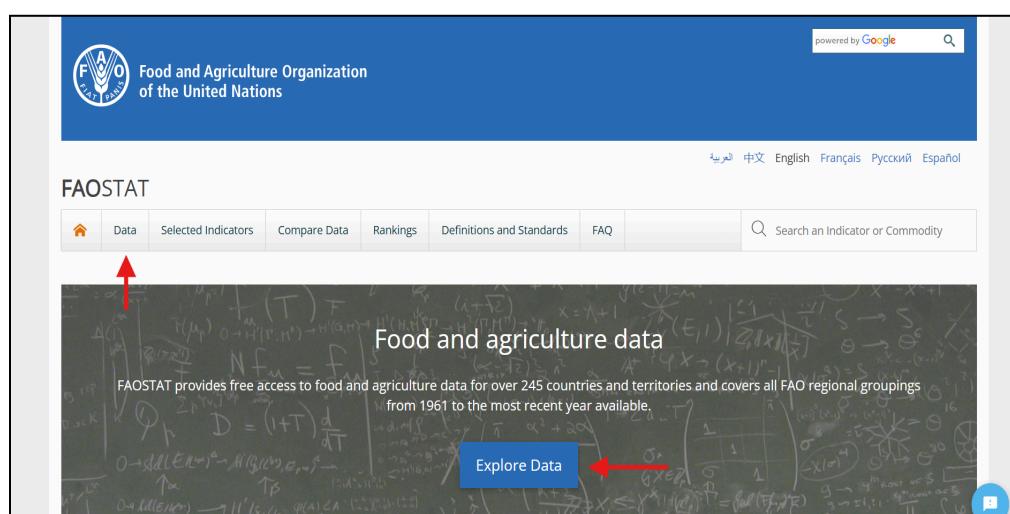 powered by Google
FAO
FIAT PANIS
Food and Agriculture Organization
of the United Nations
العربية 中文 English Français Русский Español
FAOSTAT
Data Selected Indicators Compare Data Rankings Definitions and Standards FAQ Search an Indicator or Commodity
Food and agriculture data
FAOSTAT provides free access to food and agriculture data for over 245 countries and territories and covers all FAO regional groupings
from 1961 to the most recent year available.
Explore Data